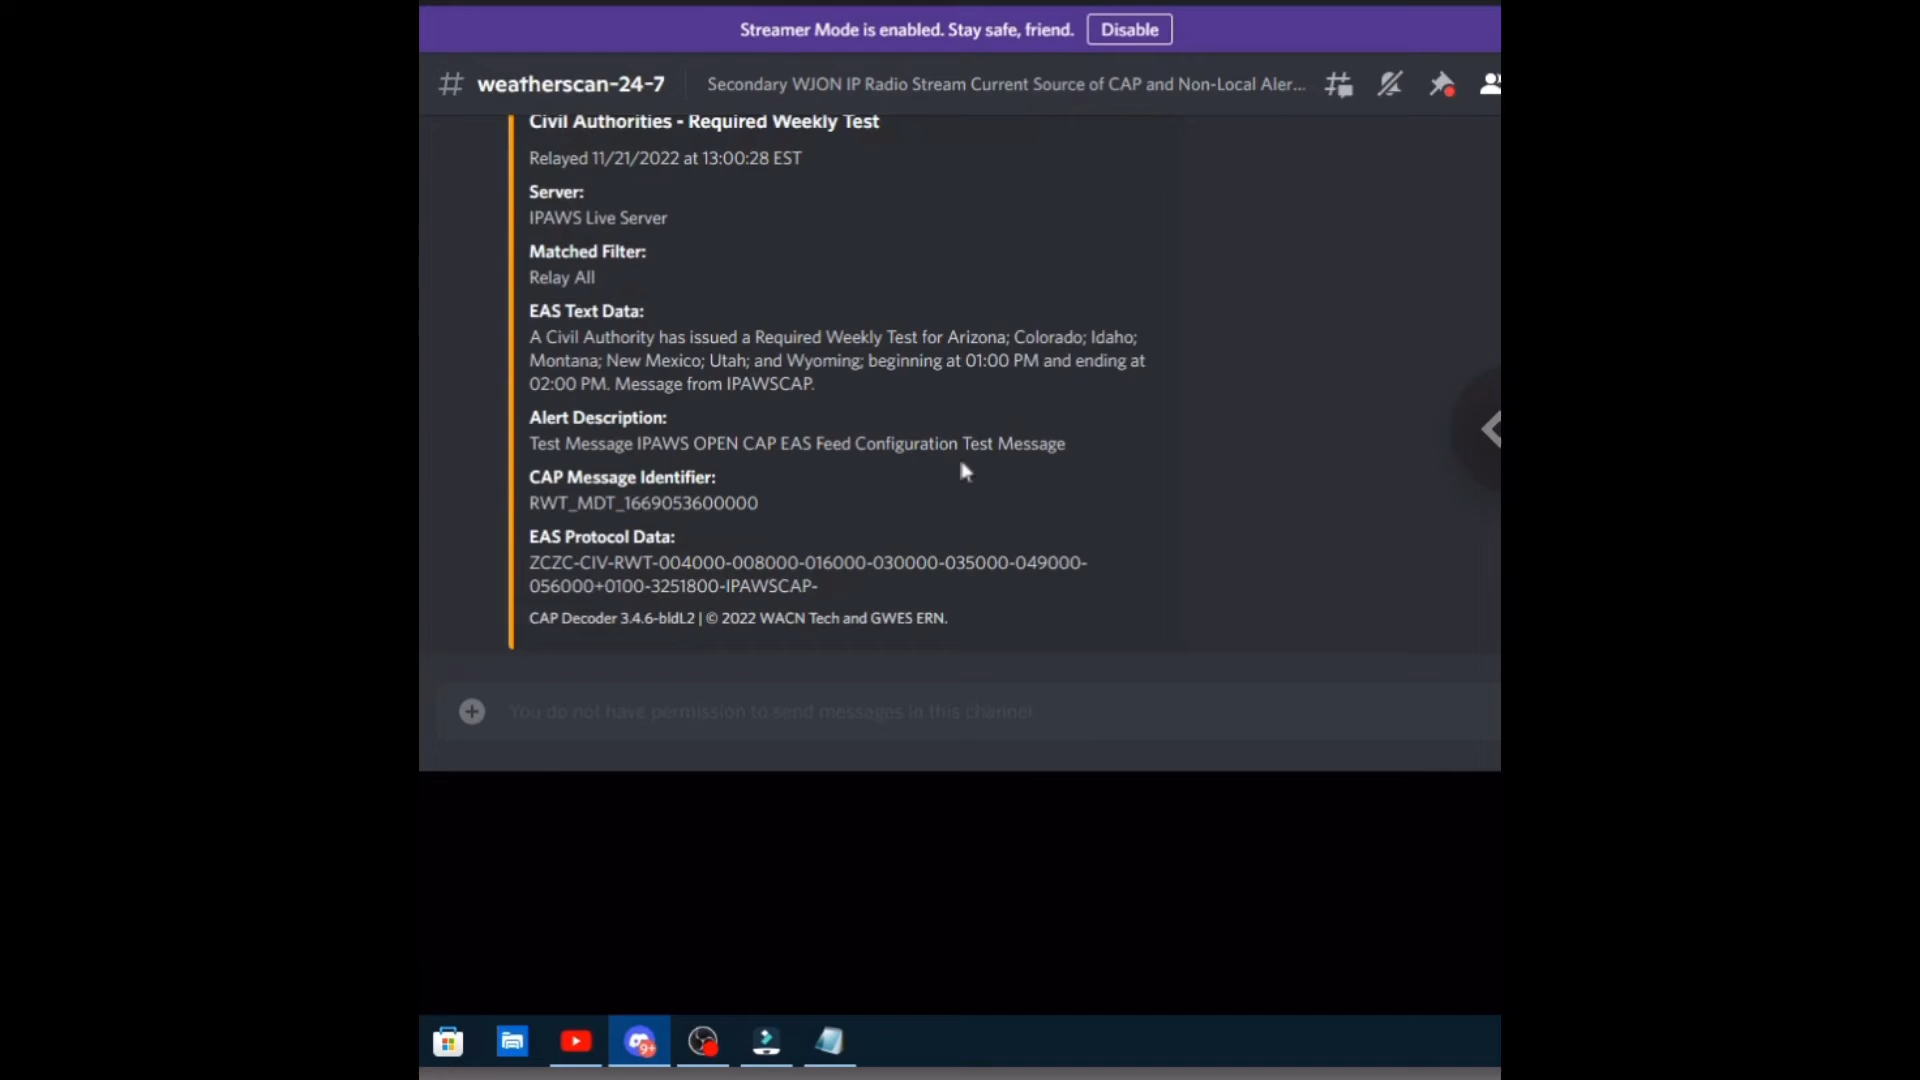 Streamer Mode is enabled. Stay safe, friend. Disable
# weatherscan-24-7 Secondary WJON IP Radio Stream Current Source of CAP and Non-Local Aler...
Civil Authorities - Required Weekly Test
Relayed 11/21/2022 at 13:00:28 EST
Server:
IPAWS Live Server
Matched Filter:
Relay All
EAS Text Data:
A Civil Authority has issued a Required Weekly Test for Arizona; Colorado; Idaho;
Montana; New Mexico; Utah; and Wyoming; beginning at 01:00 PM and ending at
02:00 PM. Message from IPAWSCAP.
Alert Description:
Test Message IPAWS OPEN CAP EAS Feed Configuration Test Message
CAP Message Identifier:
RWT_MDT_1669053600000
EAS Protocol Data:
ZCZC-CIV-RWT-004000-008000-016000-030000-035000-049000-
056000+0100-3251800-IPAWSCAP-
CAP Decoder 3.4.6-bldL2 | © 2022 WACN Tech and GWES ERN.
You do not have permission to send messages in this channel.
9+